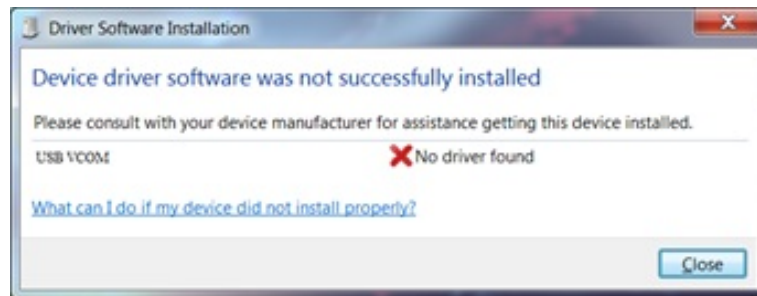 Driver Software Installation
Device driver software was not successfully installed
Please consult with your device manufacturer for assistance getting this device installed.
USB VCOM No driver found
What can I do if my device did not install properly?
Close